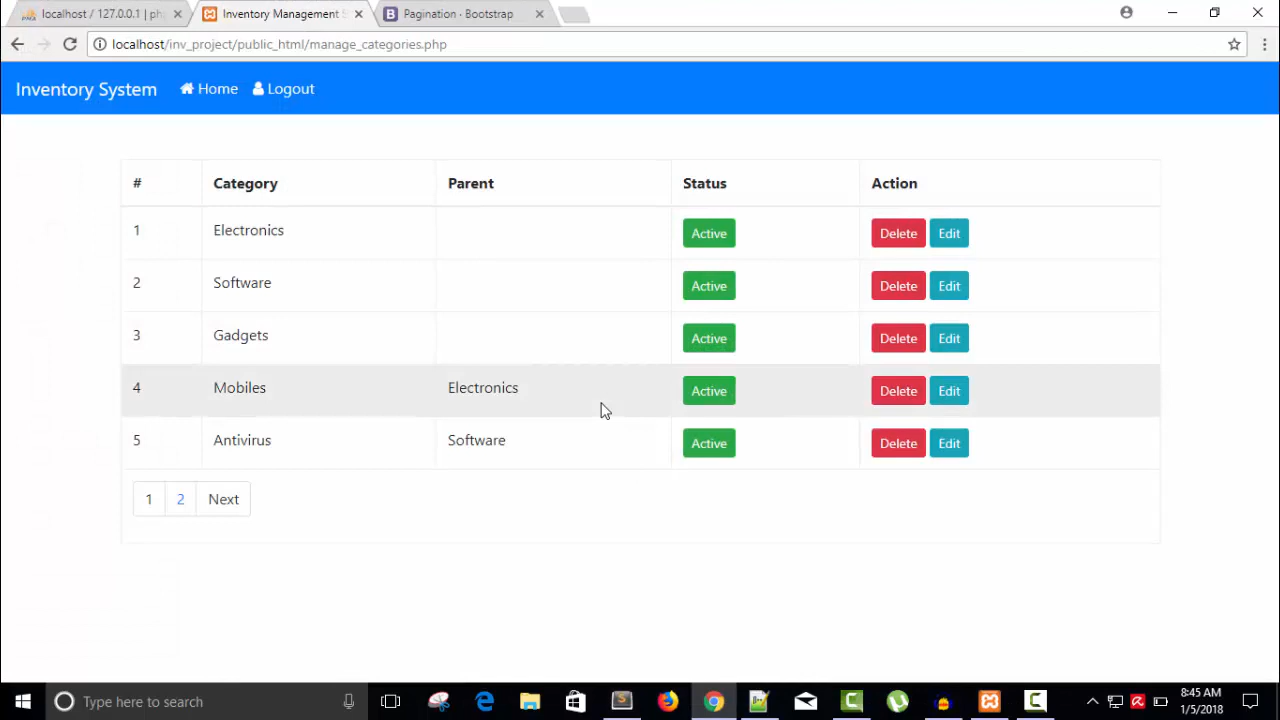 localhost / 127.0.0.1 | ph
Inventory Management S
Pagination · Bootstrap
localhost/inv_project/public_html/manage_categories.php
Inventory System Home Logout
# Category Parent Status Action
1 Electronics Active Delete Edit
2 Software Active Delete Edit
3 Gadgets Active Delete Edit
4 Mobiles Electronics Active Delete Edit
5 Antivirus Software Active Delete Edit
1 2 Next
Type here to search
8:45 AM
1/5/2018